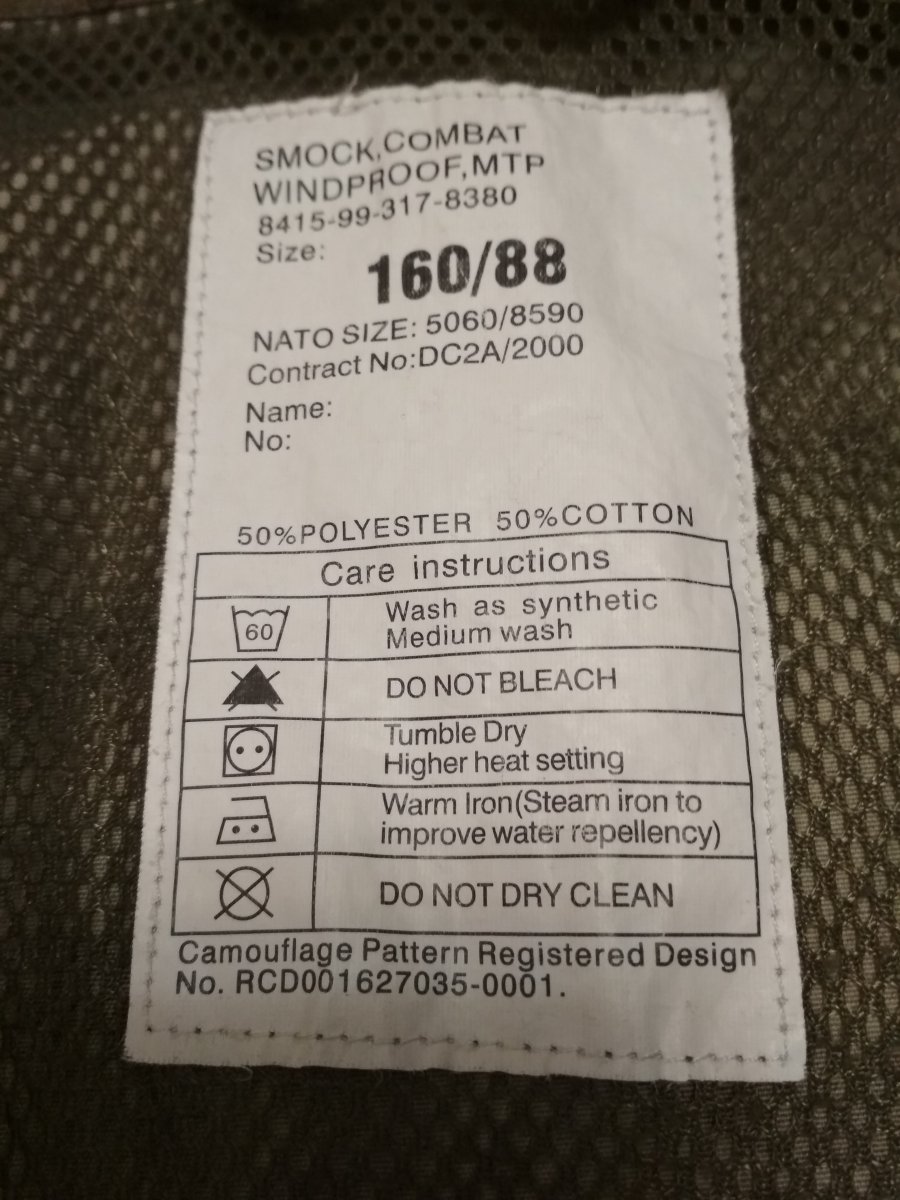 SMOCK,COMBAT
WINDPROOF,MTP
8415-99-317-8380
Size:
160/88
NATO SIZE: 5060/8590
Contract No:DC2A/2000
Name:
No:
50%POLYESTER 50%COTTON
Care instructions
60
Wash as synthetic
Medium wash
DO NOT BLEACH
Tumble Dry
Higher heat setting
Warm Iron(Steam iron to
improve water repellency)
DO NOT DRY CLEAN
Camouflage Pattern Registered Design
No. RCD001627035-0001.